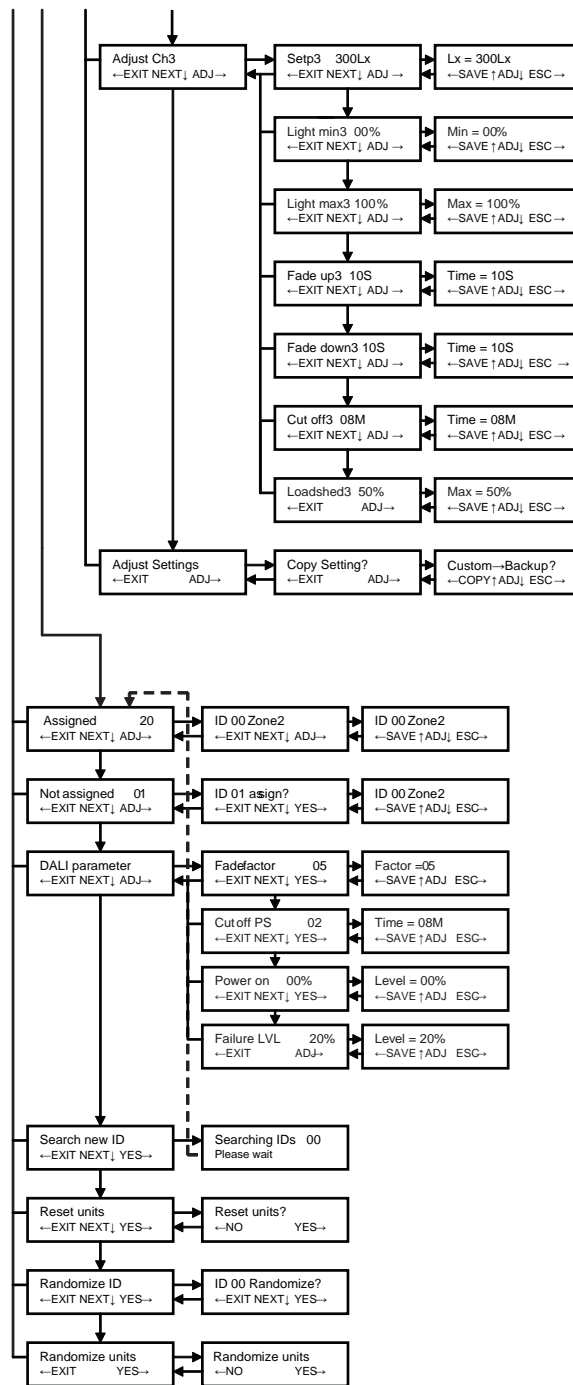 Adjust Ch3
←EXIT NEXT↓ ADJ→
Setp3 300Lx
←EXIT NEXT↓ ADJ →
Lx = 300Lx
←SAVE ↑ADJ↓ ESC→
Light min3 00%
←EXIT NEXT↓ ADJ →
Min = 00%
←SAVE ↑ADJ↓ ESC→
Light max3 100%
←EXIT NEXT↓ ADJ →
Max = 100%
←SAVE ↑ADJ↓ ESC→
Fade up3 10S
←EXIT NEXT↓ ADJ →
Time = 10S
←SAVE ↑ADJ↓ ESC→
Fade down3 10S
←EXIT NEXT↓ ADJ →
Time = 10S
←SAVE ↑ADJ↓ ESC →
Cut off3 08M
←EXIT NEXT↓ ADJ →
Time = 08M
←SAVE ↑ADJ↓ ESC→
Loadshed3 50%
←EXIT ADJ→
Max = 50%
←SAVE ↑ADJ↓ ESC→
Adjust Settings
←EXIT ADJ→
Copy Setting?
←EXIT ADJ→
Custom→Backup?
←COPY↑ADJ↓ ESC→
Assigned 20
←EXIT NEXT↓ ADJ→
ID 00 Zone2
←EXIT NEXT↓ ADJ→
ID 00 Zone2
←SAVE ↑ADJ↓ ESC→
Not assigned 01
←EXIT NEXT↓ ADJ→
ID 01 asign?
←EXIT NEXT↓ YES→
ID 00 Zone2
←SAVE ↑ADJ↓ ESC→
DALI parameter
←EXIT NEXT↓ ADJ→
Fadefactor 05
←EXIT NEXT↓ YES→
Factor =05
←SAVE ↑ADJ ESC→
Cut off PS 02
←EXIT NEXT↓ YES→
Time = 08M
←SAVE ↑ADJ ESC→
Power on 00%
←EXIT NEXT↓ YES→
Level = 00%
←SAVE ↑ADJ ESC→
Failure LVL 20%
←EXIT ADJ→
Level = 20%
←SAVE ↑ADJ ESC→
Search new ID
←EXIT NEXT↓ YES→
Searching IDs 00
Please wait
Reset units
←EXIT NEXT↓ YES→
Reset units?
←NO YES→
Randomize ID
←EXIT NEXT↓ YES→
ID 00 Randomize?
←EXIT NEXT↓ YES→
Randomize units
←EXIT YES→
Randomize units
←NO YES→